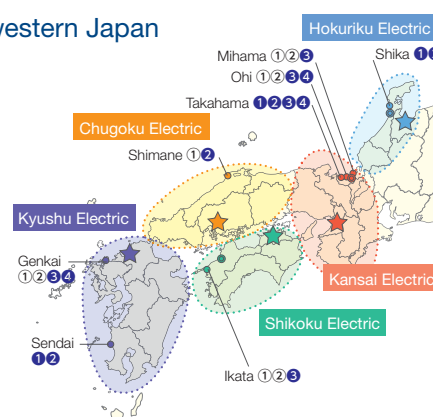 western Japan
Hokuriku Electric
Mihama ①②❸
Shika ❶
Ohi ①②❸❹
Takahama ❶❷❸❹
Chugoku Electric
Shimane ①❷
Kyushu Electric
Genkai
①②❸❹
Kansai Electric
Shikoku Electric
Sendai
❶❷
Ikata ①②❸